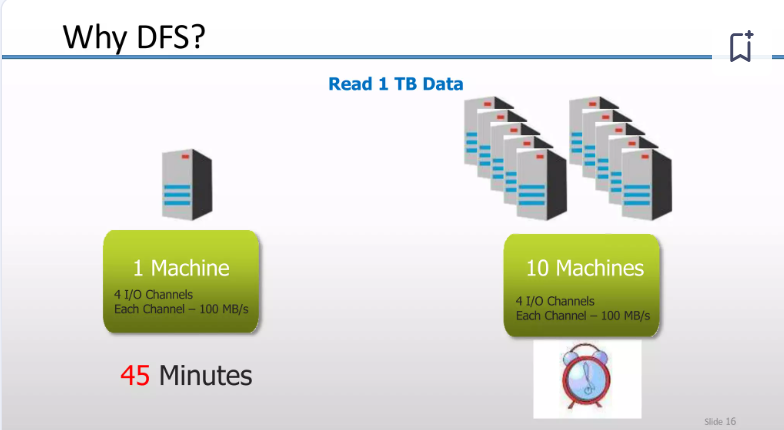 Why DFS?
Read 1 TB Data
1 Machine
4 I/O Channels
Each Channel – 100 MB/s
45 Minutes
10 Machines
4 I/O Channels
Each Channel – 100 MB/s
Slide 16